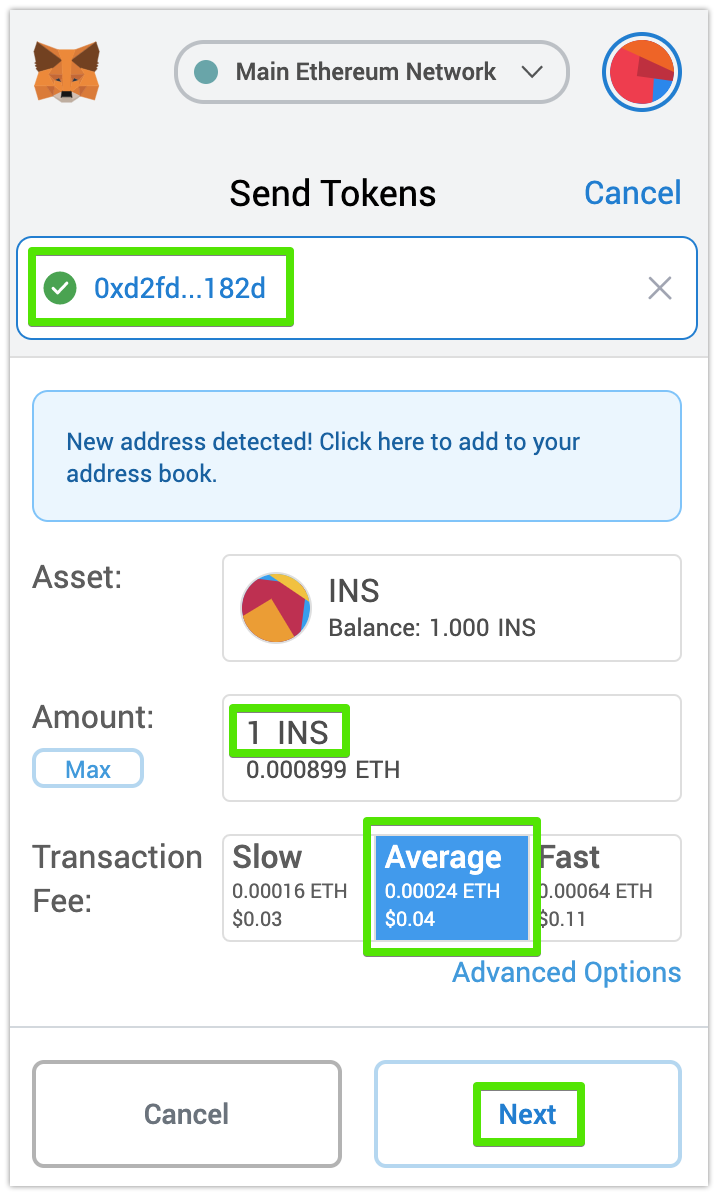 Main Ethereum Network
Send Tokens
Cancel
0xd2fd...182d
New address detected! Click here to add to your
address book.
Asset:
INS
Balance: 1.000 INS
Amount:
Max
1 INS
0.000899 ETH
Transaction
Fee:
Slow
0.00016 ETH
$0.03
Average
0.00024 ETH
$0.04
Fast
0.00064 ETH
$0.11
Advanced Options
Cancel
Next